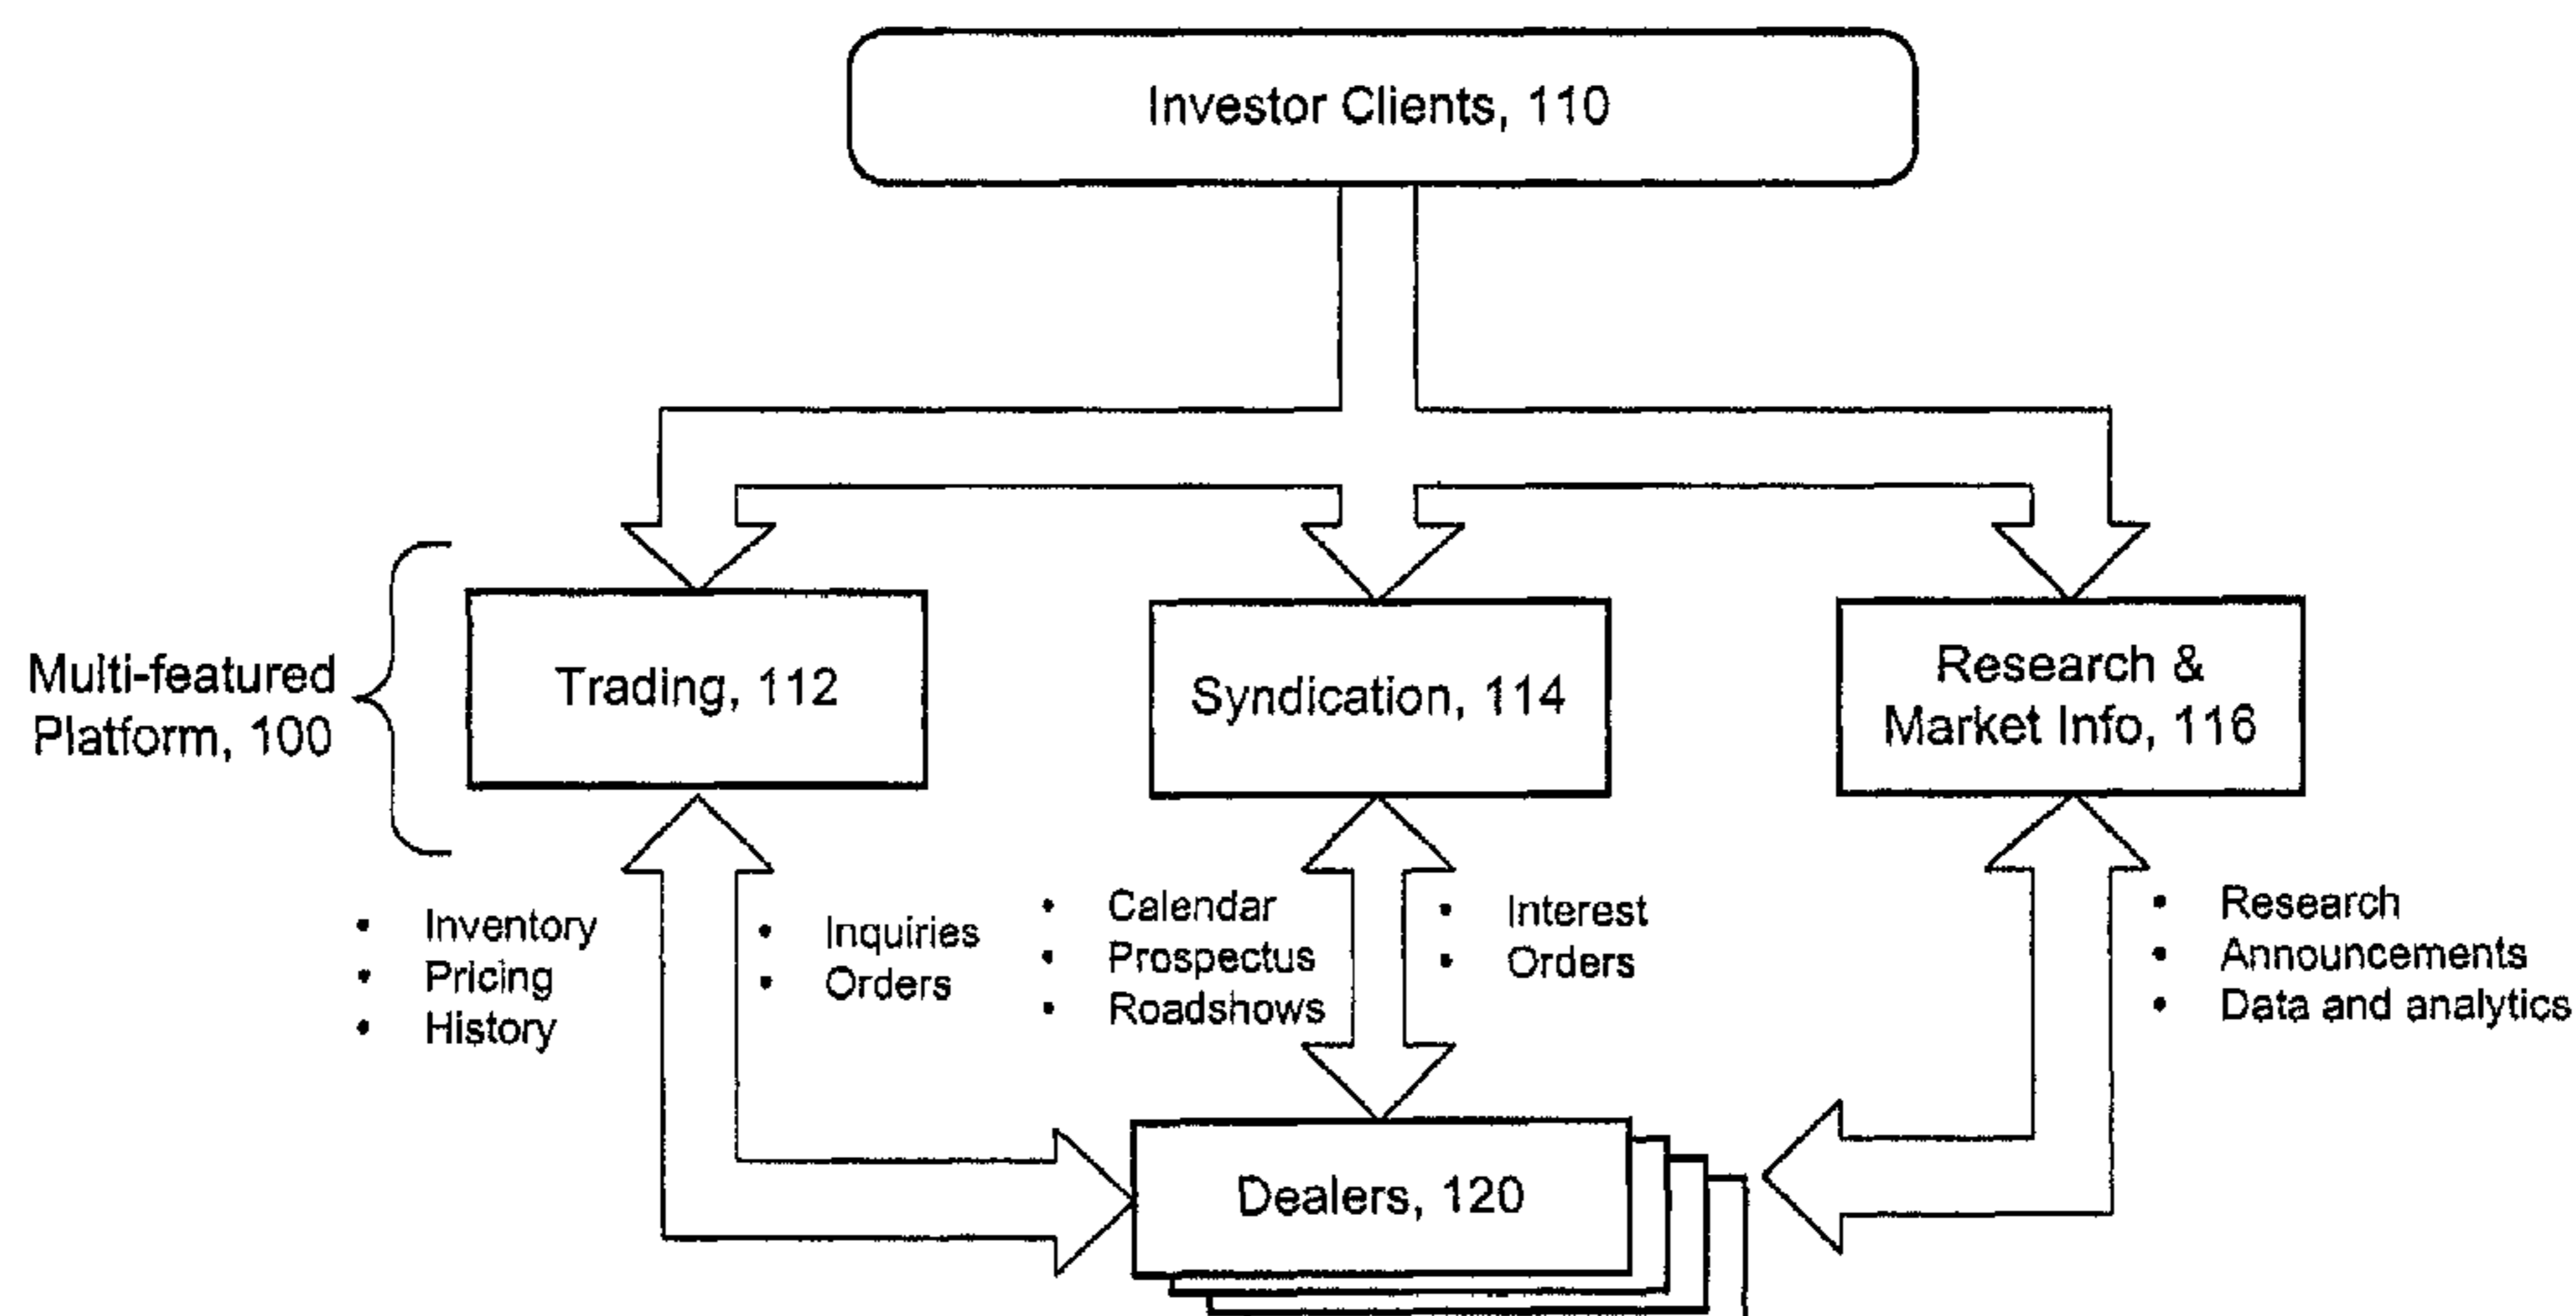 Investor Clients, 110
Multi-featured
Platform, 100
Trading, 112
Syndication, 114
Research &
Market Info, 116
• Inventory
• Pricing
• History
• Inquiries
• Orders
• Calendar
• Prospectus
• Roadshows
• Interest
• Orders
• Research
• Announcements
• Data and analytics
Dealers, 120